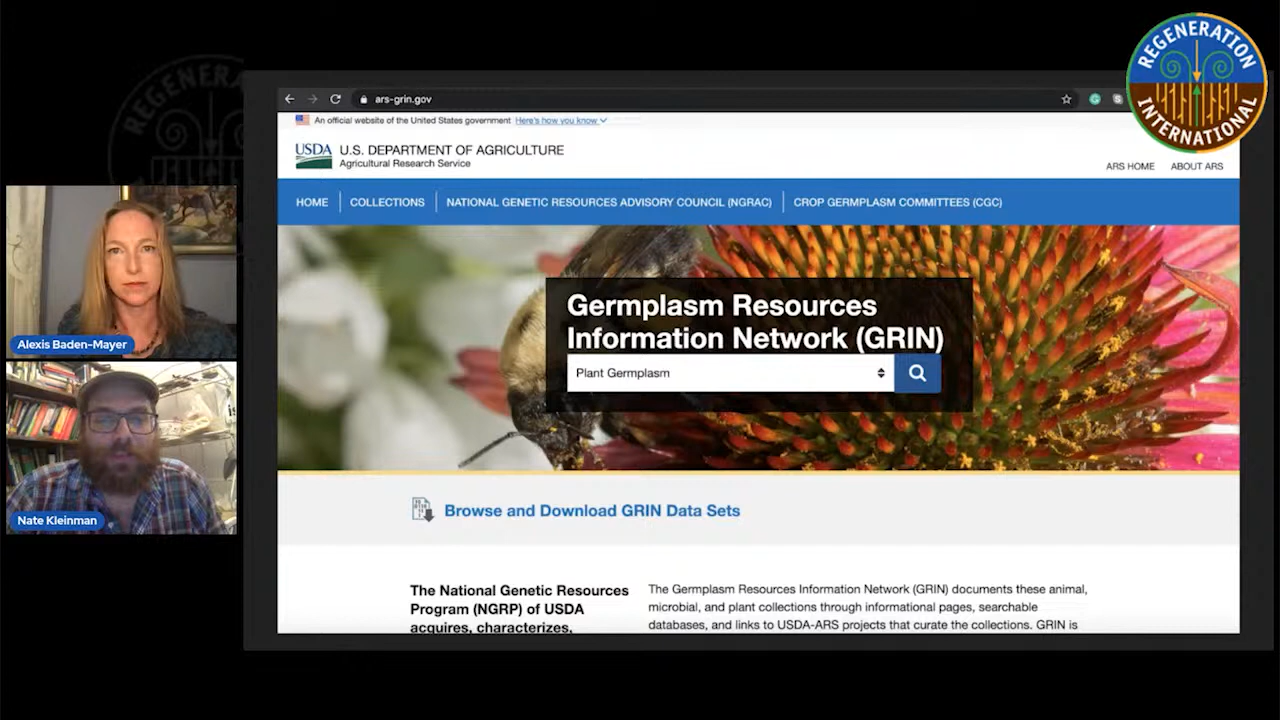 REGENERATION
INTERNATIONAL
ars-grin.gov
An official website of the United States government Here's how you know
USDA
U.S. DEPARTMENT OF AGRICULTURE
Agricultural Research Service
ARS HOME ABOUT ARS
HOME COLLECTIONS NATIONAL GENETIC RESOURCES ADVISORY COUNCIL (NGRAC) CROP GERMPLASM COMMITTEES (CGC)
Germplasm Resources
Information Network (GRIN)
Plant Germplasm
Alexis Baden-Mayer
Nate Kleinman
Browse and Download GRIN Data Sets
The National Genetic Resources
Program (NGRP) of USDA
acquires, characterizes,
The Germplasm Resources Information Network (GRIN) documents these animal,
microbial, and plant collections through informational pages, searchable
databases, and links to USDA-ARS projects that curate the collections. GRIN is